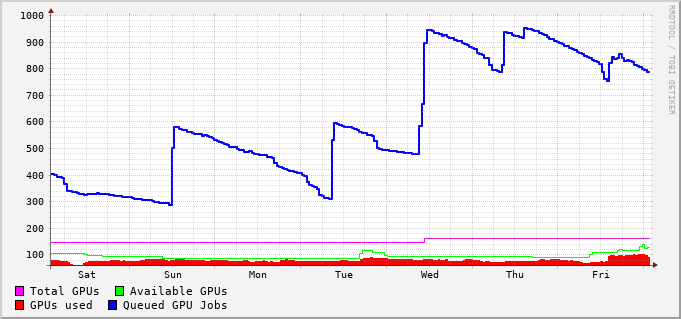 1000
900
800
700
600
500
400
300
200
100
Sat Sun Mon Tue Wed Thu Fri
Total GPUs Available GPUs
GPUs used Queued GPU Jobs
RRDTOOL / TOBI OETIKER